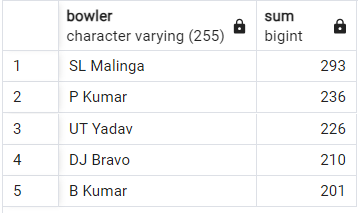 bowler sum
character varying (255) bigint
1 SL Malinga 293
2 P Kumar 236
3 UT Yadav 226
4 DJ Bravo 210
5 B Kumar 201